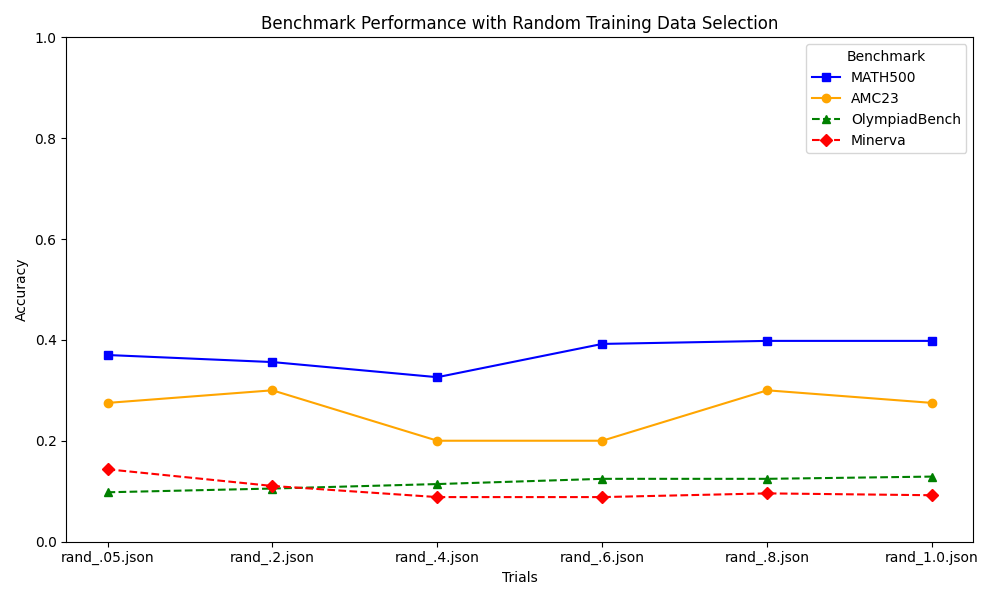 Benchmark Performance with Random Training Data Selection
Benchmark
MATH500
AMC23
OlympiadBench
Minerva
Accuracy
1.0
0.8
0.6
0.4
0.2
0.0
rand_.05.json rand_.2.json rand_.4.json rand_.6.json rand_.8.json rand_1.0.json
Trials